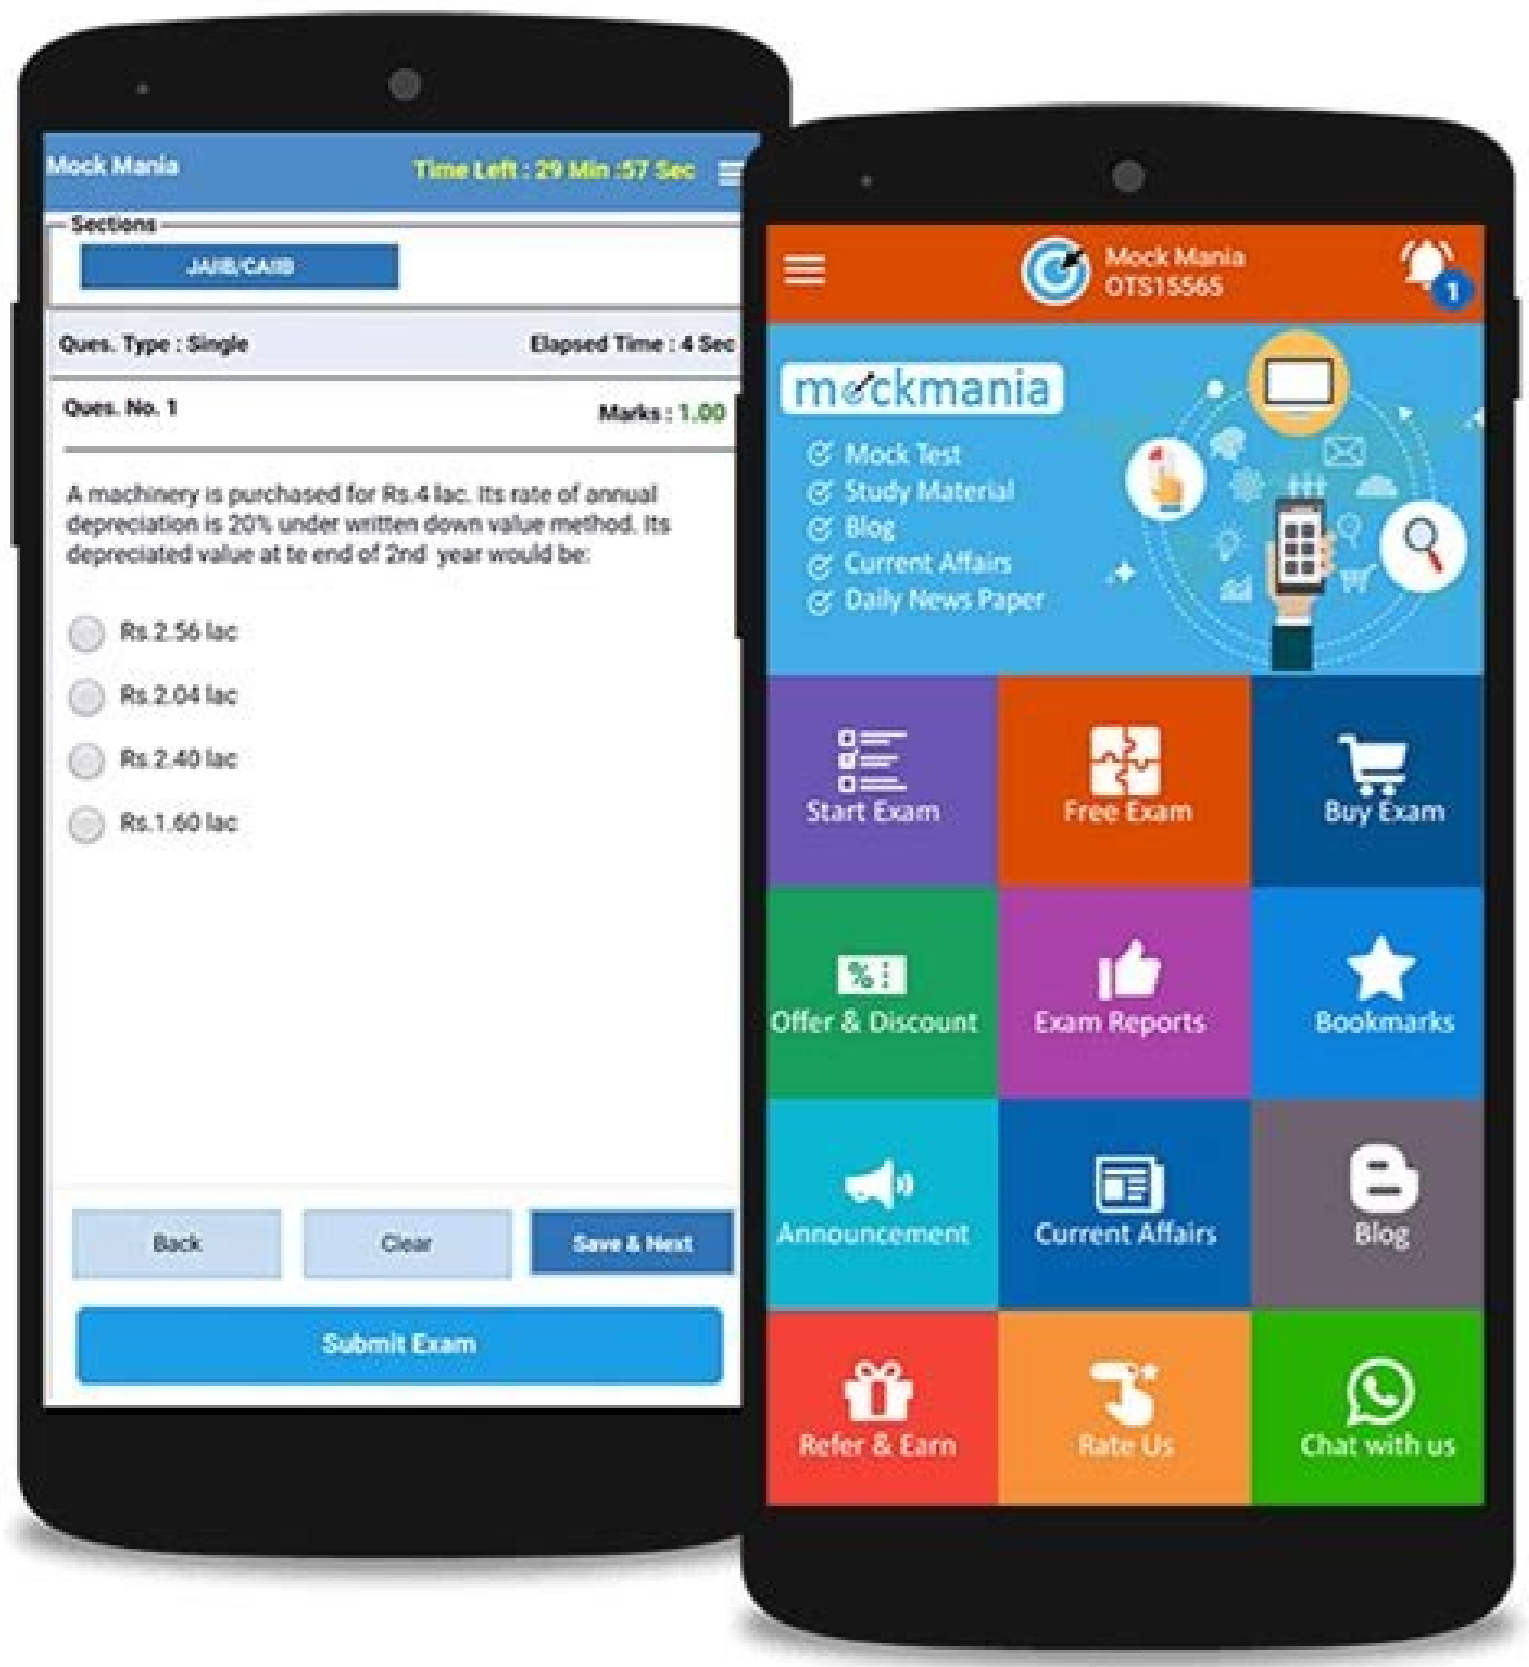 Mock Mania
Time Left : 29 Min :57 Sec
Sections
JAIIB/CAIIB
Ques. Type : Single
Elapsed Time : 4 Sec
Ques. No. 1
Marks : 1.00
A machinery is purchased for Rs.4 lac. Its rate of annual
depreciation is 20% under written down value method. Its
depreciated value at te end of 2nd year would be:
Rs.2.56 lac
Rs.2.04 lac
Rs.2.40 lac
Rs.1.60 lac
Back
Clear
Save & Next
Submit Exam
Mock Mania
OTS15565
1
mockmania
Mock Test
Study Material
Blog
Current Affairs
Daily News Paper
Start Exam
Free Exam
Buy Exam
Offer & Discount
Exam Reports
Bookmarks
Announcement
Current Affairs
Blog
Refer & Earn
Rate Us
Chat with us